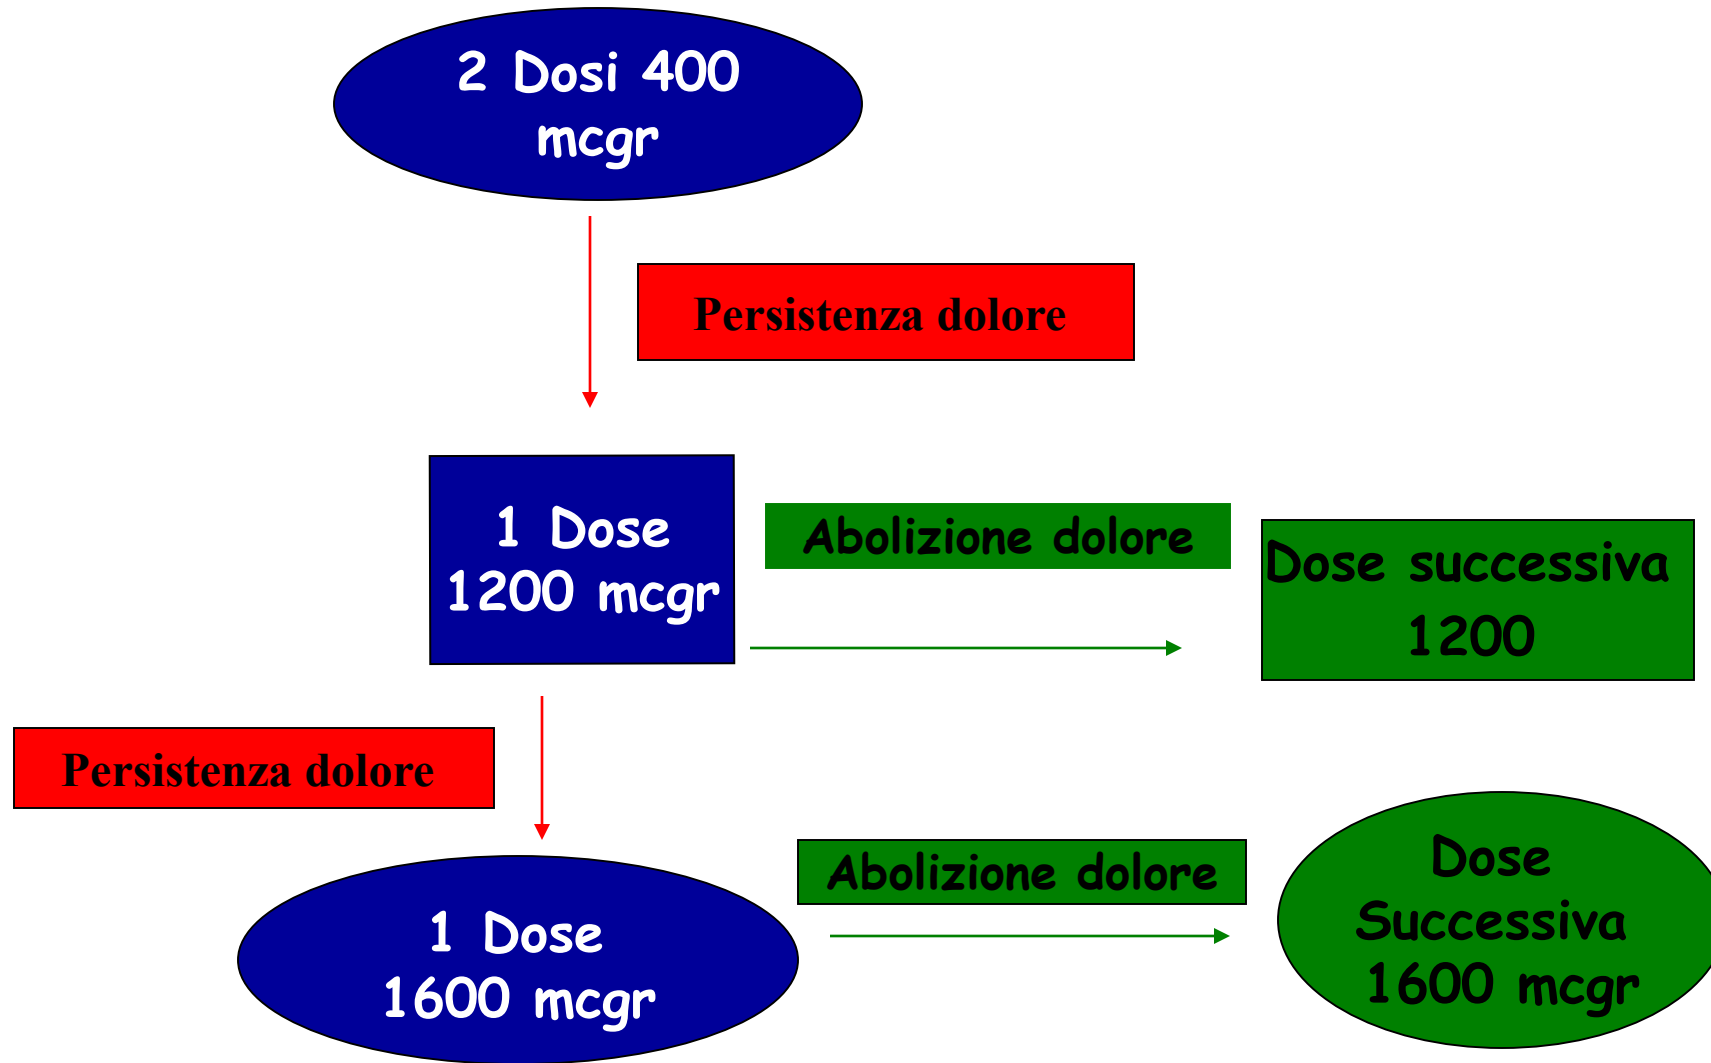 2 Dosi 400
mcgr
Persistenza dolore
1 Dose
1200 mcgr
Abolizione dolore
Dose successiva
1200
Persistenza dolore
1 Dose
1600 mcgr
Abolizione dolore
Dose
Successiva
1600 mcgr